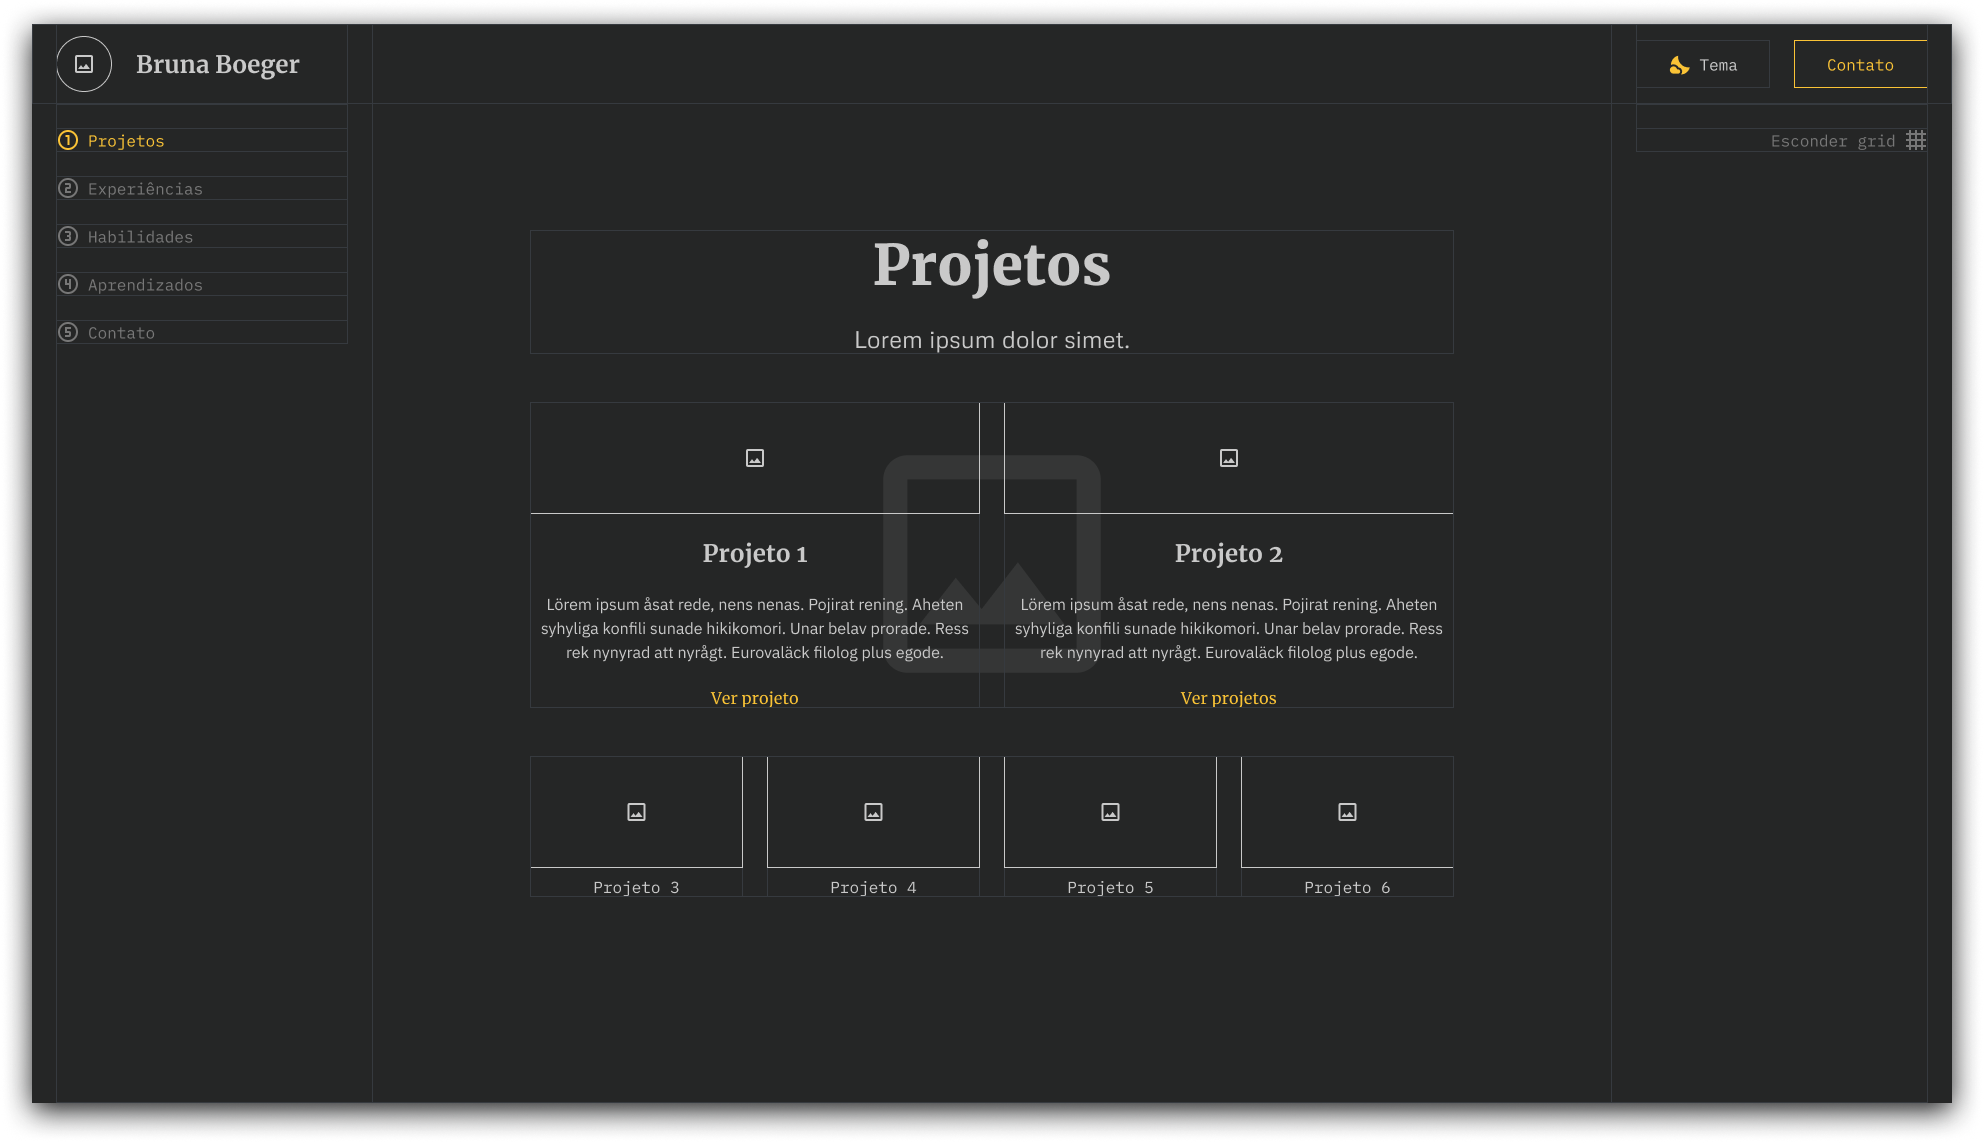 Bruna Boeger
Tema
Contato
1 Projetos
Esconder grid
2 Experiências
3 Habilidades
4 Aprendizados
5 Contato
Projetos
Lorem ipsum dolor simet.
Projeto 1
Lörem ipsum åsat rede, nens nenas. Pojirat rening. Aheten
syhyliga konfili sunade hikikomori. Unar belav prorade. Ress
rek nynyrad att nyrågt. Eurovaläck filolog plus egode.
Ver projeto
Projeto 2
Lörem ipsum åsat rede, nens nenas. Pojirat rening. Aheten
syhyliga konfili sunade hikikomori. Unar belav prorade. Ress
rek nynyrad att nyrågt. Eurovaläck filolog plus egode.
Ver projetos
Projeto 3
Projeto 4
Projeto 5
Projeto 6